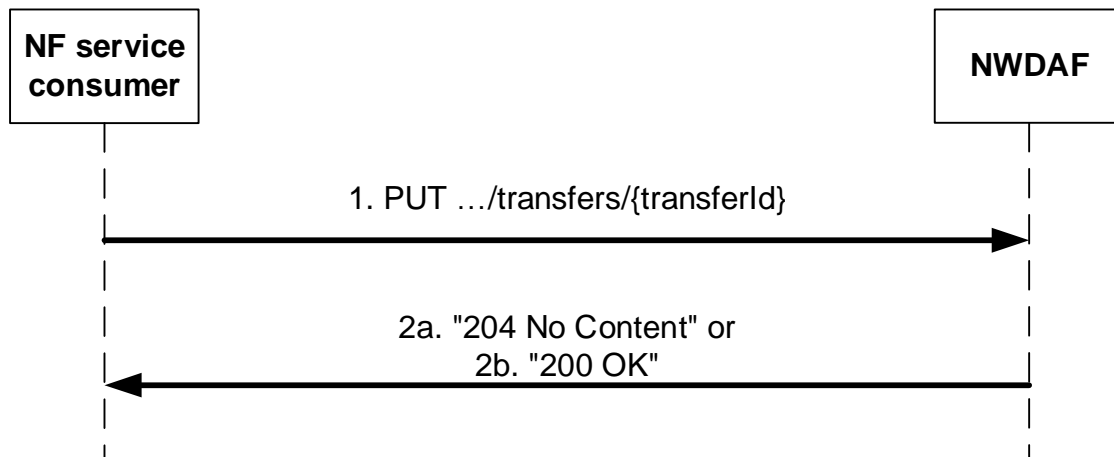 NF service
consumer
NWDAF
1. PUT …/transfers/{transferId}
2a. "204 No Content" or
2b. "200 OK"